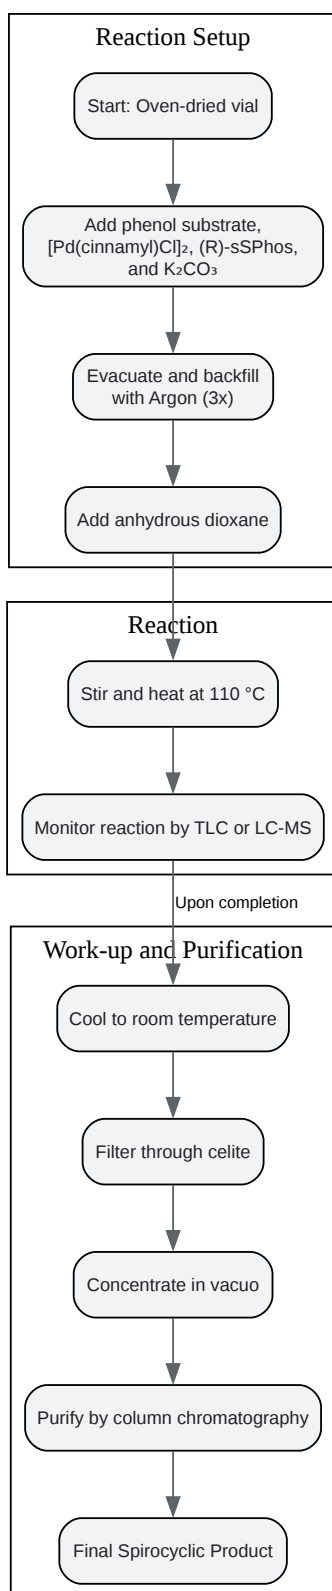 Reaction Setup
Start: Oven-dried vial
Add phenol substrate,
[Pd(cinnamyl)Cl]₂, (R)-sSPhos,
and K₂CO₃
Evacuate and backfill
with Argon (3x)
Add anhydrous dioxane
Reaction
Stir and heat at 110 °C
Monitor reaction by TLC or LC-MS
Upon completion
Work-up and Purification
Cool to room temperature
Filter through celite
Concentrate in vacuo
Purify by column chromatography
Final Spirocyclic Product